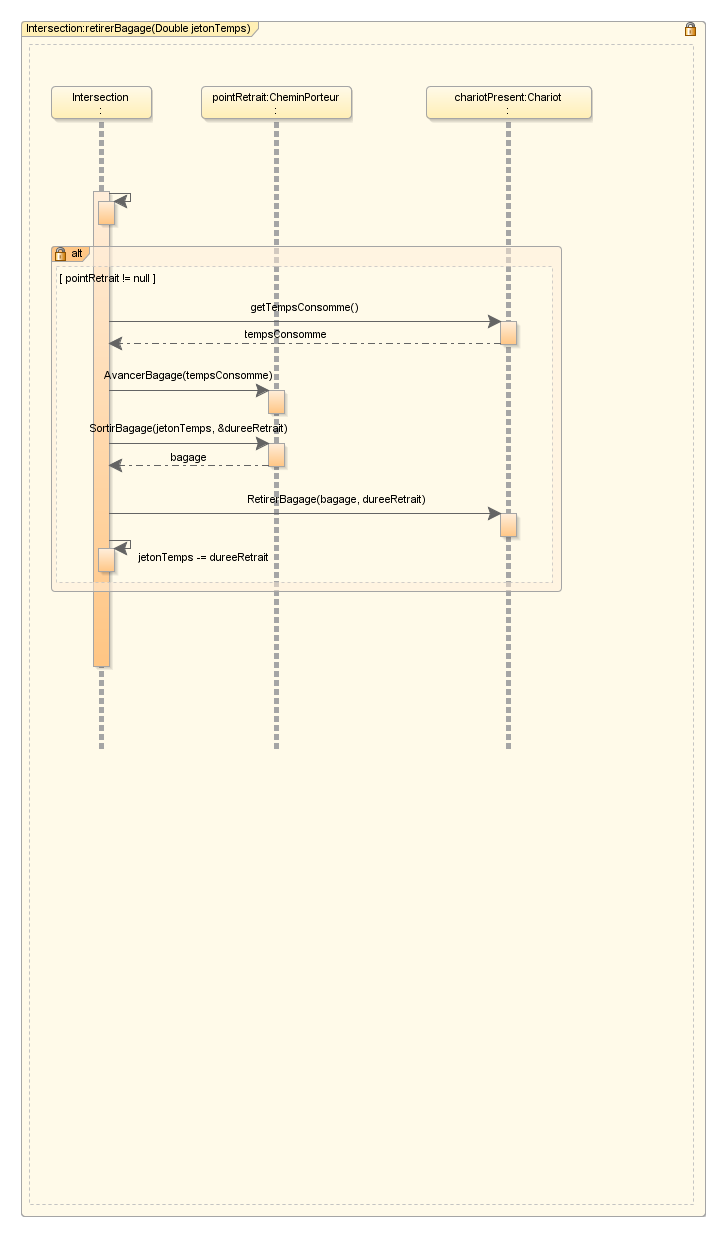 Intersection:retirerBagage(Double jetonTemps)
Intersection
:
pointRetrait:CheminPorteur
:
chariotPresent:Chariot
:
alt
[ pointRetrait != null ]
getTempsConsomme()
tempsConsomme
AvancerBagage(tempsConsomme)
SortirBagage(jetonTemps, &dureeRetrait)
bagage
RetirerBagage(bagage, dureeRetrait)
jetonTemps -= dureeRetrait